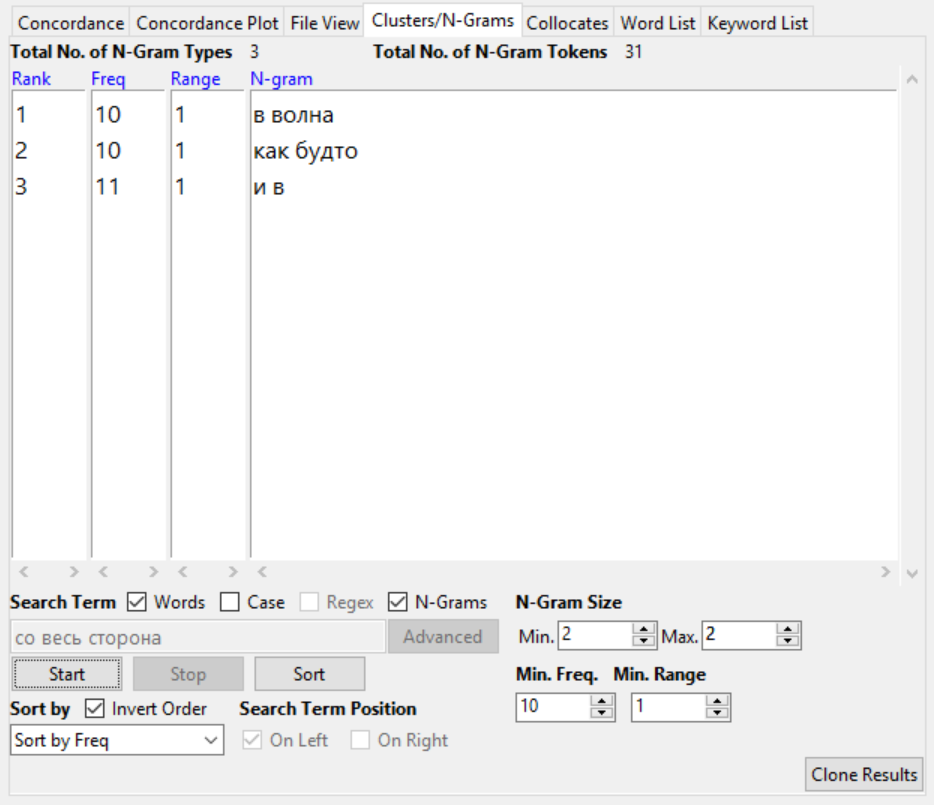 Concordance Concordance Plot File View Clusters/N-Grams Collocates Word List Keyword List
Total No. of N-Gram Types 3 Total No. of N-Gram Tokens 31
Rank Freq Range N-gram
1 10 1 в волна
2 10 1 как будто
3 11 1 и в
Search Term Words Case Regex N-Grams N-Gram Size
со весь сторона Advanced Min. 2 Max. 2
Start Stop Sort Min. Freq. Min. Range
Sort by Invert Order Search Term Position 10 1
Sort by Freq On Left On Right
Clone Results